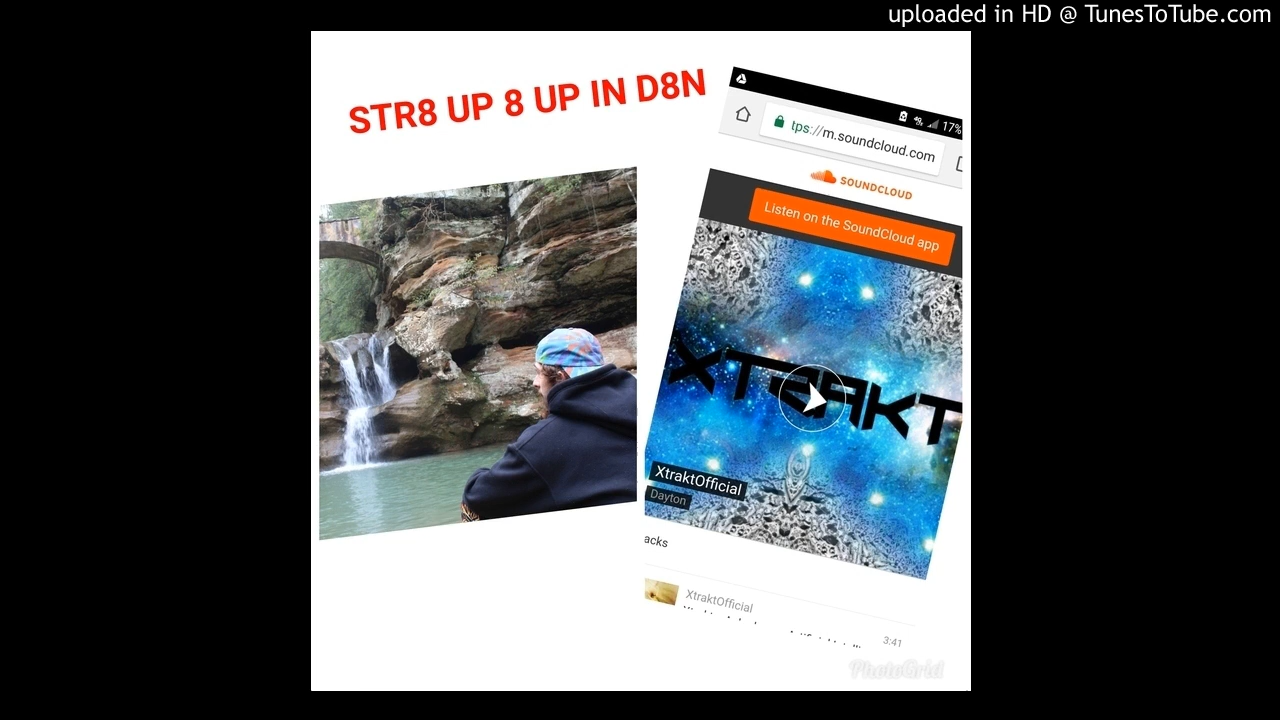 uploaded in HD @ TunesToTube.com
STR8 UP 8 UP IN D8N
17%
tps://m.soundcloud.com
SOUNDCLOUD
Listen on the SoundCloud app
XTRAKT
XtraktOfficial
Dayton
acks
XtraktOfficial
3:41
PhotoGrid